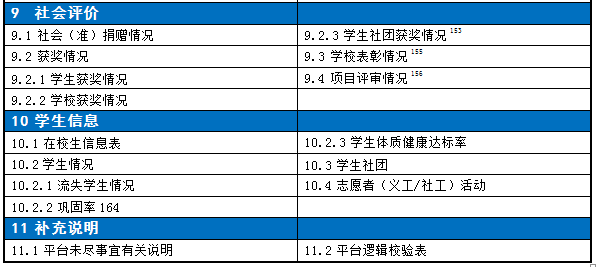 9 社会评价
9.1 社会（准）捐赠情况
9.2.3 学生社团获奖情况 153
9.2 获奖情况
9.3 学校表彰情况 155
9.2.1 学生获奖情况
9.4 项目评审情况 156
9.2.2 学校获奖情况
10 学生信息
10.1 在校生信息表
10.2.3 学生体质健康达标率
10.2 学生情况
10.3 学生社团
10.2.1 流失学生情况
10.4 志愿者（义工/社工）活动
10.2.2 巩固率 164
11 补充说明
11.1 平台未尽事宜有关说明
11.2 平台逻辑校验表